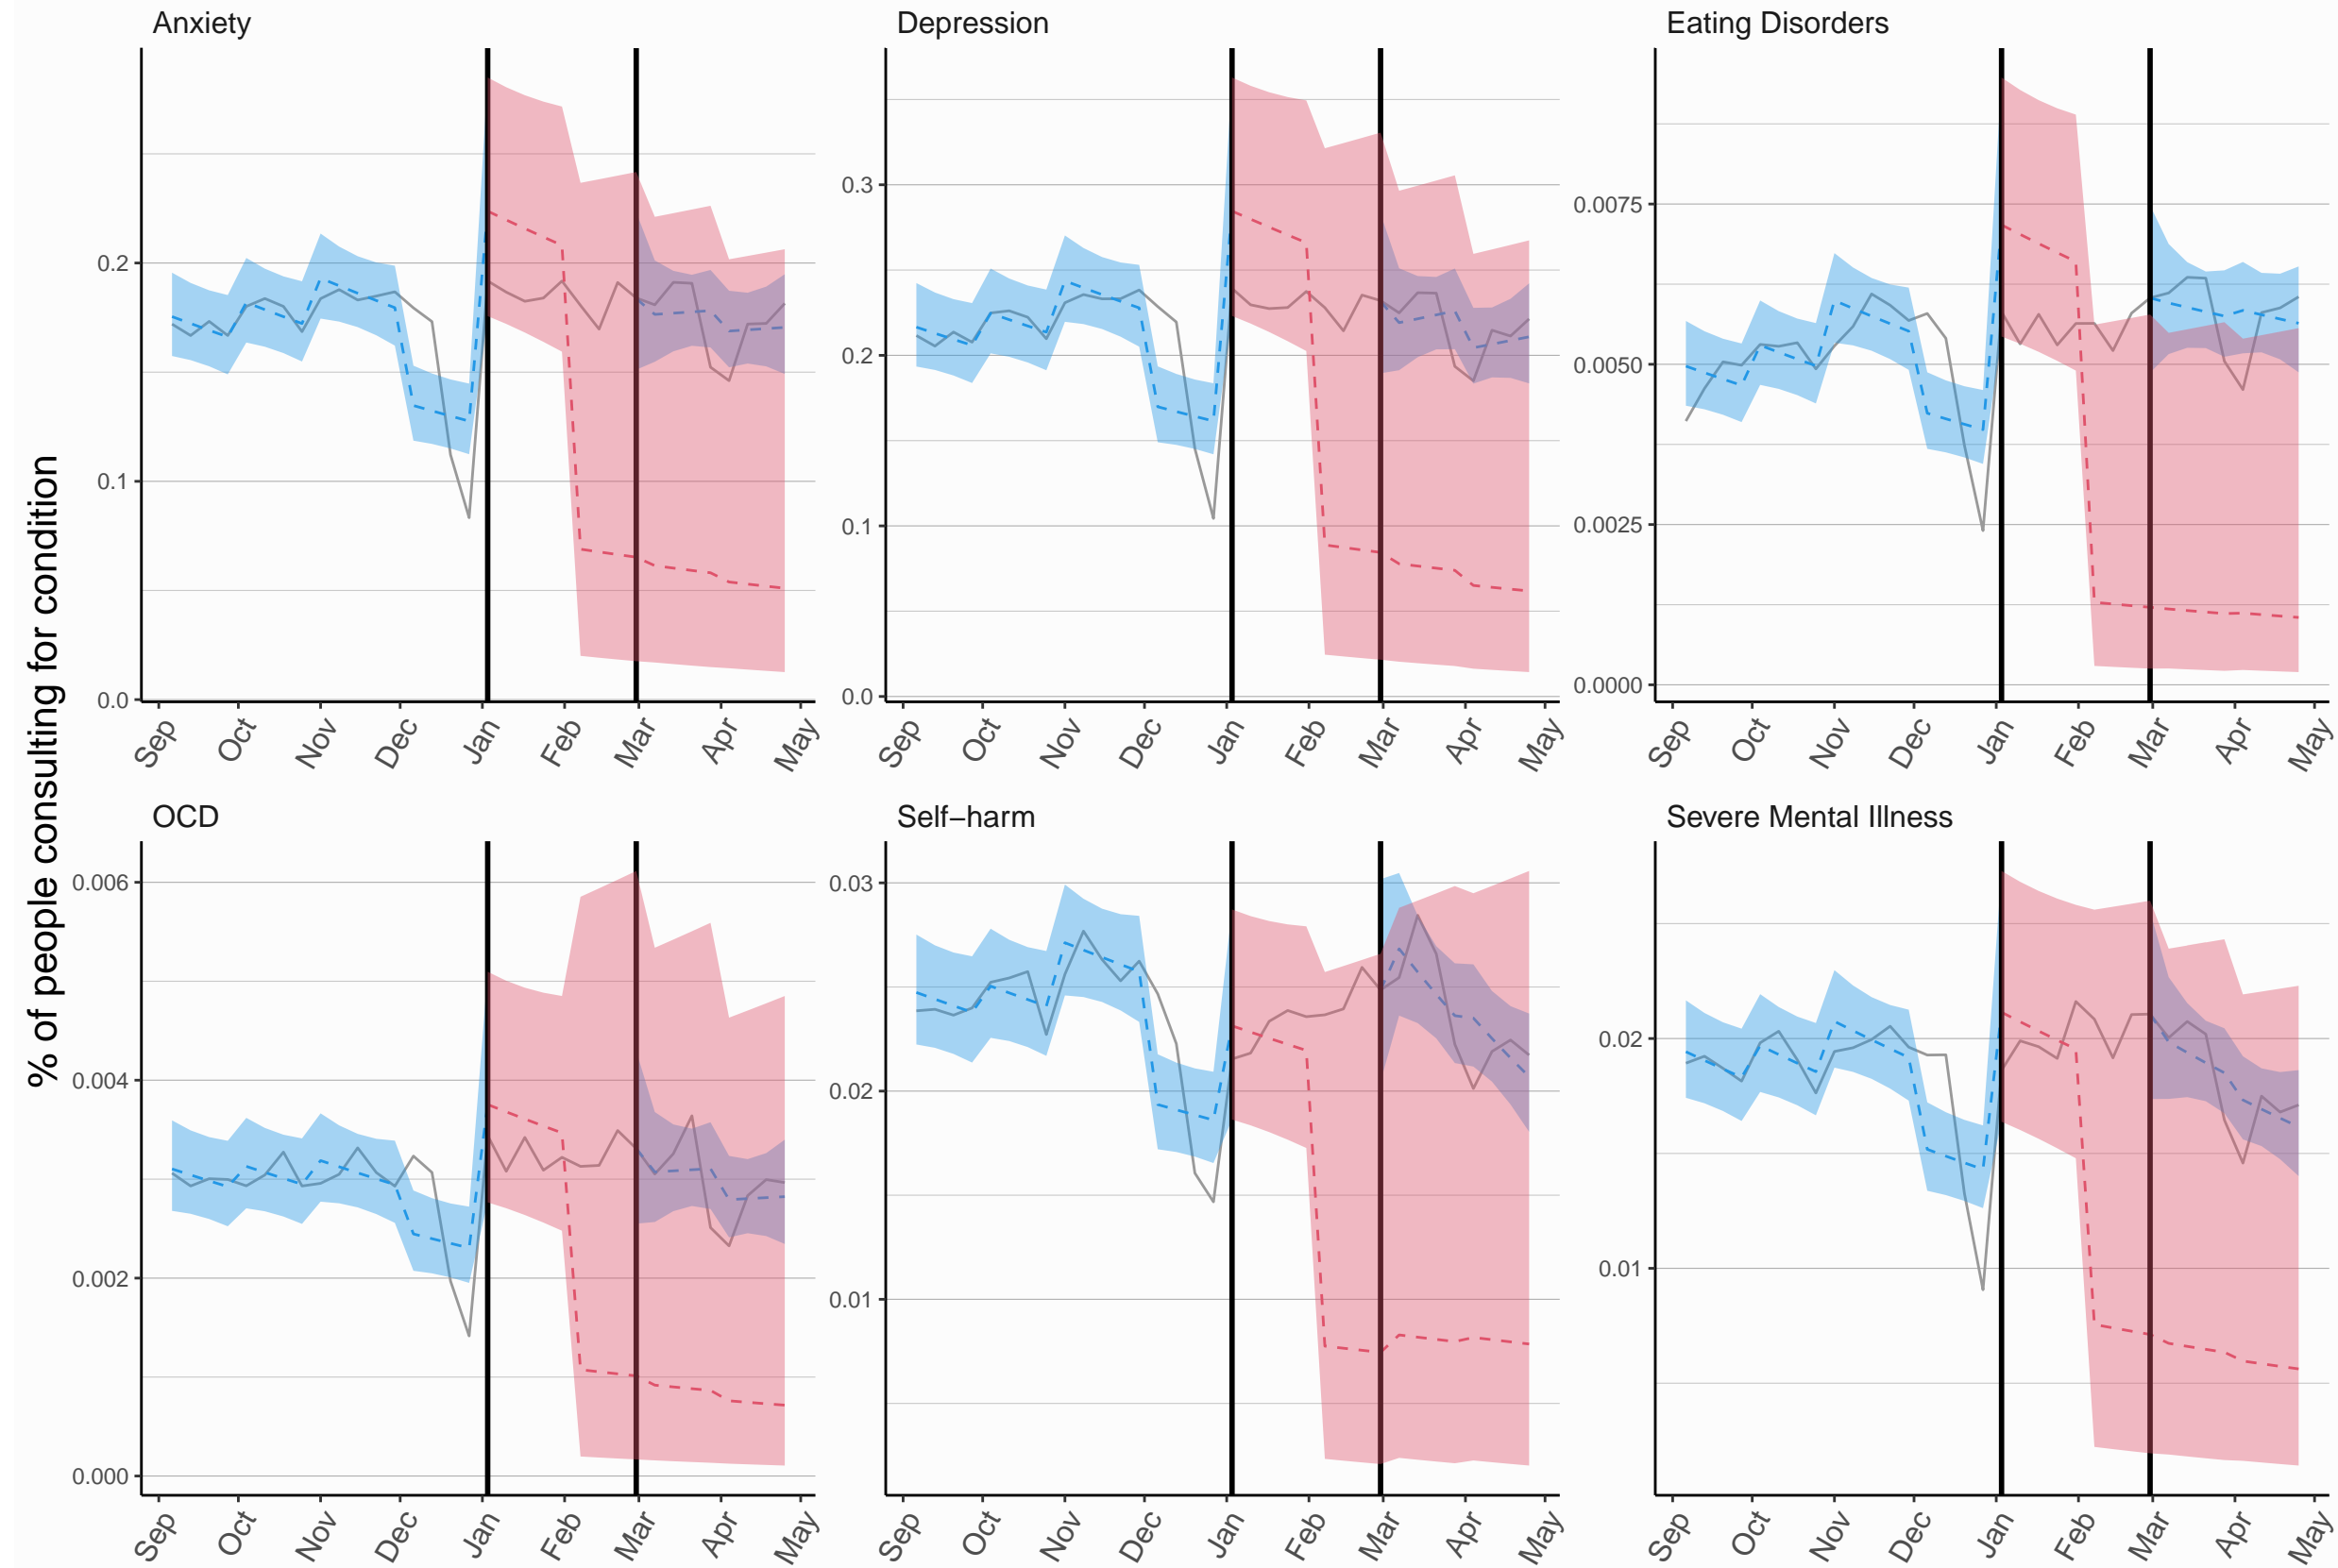 % of people consulting for condition
Anxiety
0.2
0.1
0.0
Sep Oct Nov Dec Jan Feb Mar Apr May
Depression
0.3
0.2
0.1
0.0
Sep Oct Nov Dec Jan Feb Mar Apr May
Eating Disorders
0.0075
0.0050
0.0025
0.0000
Sep Oct Nov Dec Jan Feb Mar Apr May
OCD
0.006
0.004
0.002
0.000
Sep Oct Nov Dec Jan Feb Mar Apr May
Self−harm
0.03
0.02
0.01
Sep Oct Nov Dec Jan Feb Mar Apr May
Severe Mental Illness
0.02
0.01
Sep Oct Nov Dec Jan Feb Mar Apr May